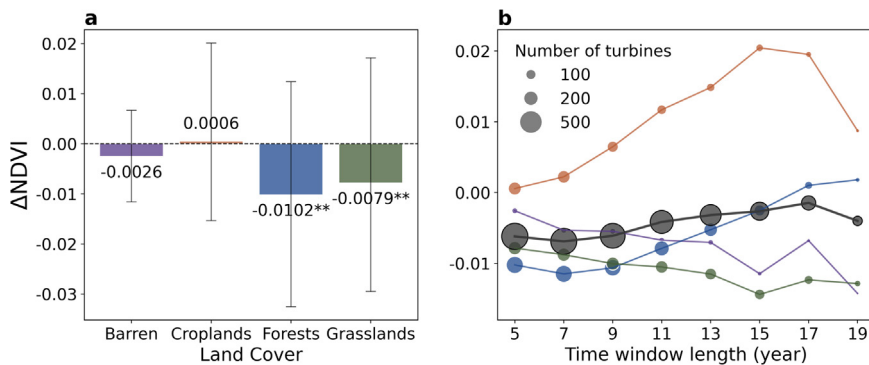 a
ΔNDVI
0.02
0.01
0.00
-0.01
-0.02
-0.03
0.0006
-0.0026
-0.0102**
-0.0079**
Barren Croplands Forests Grasslands
Land Cover
b
Number of turbines
100
200
500
0.02
0.01
0.00
-0.01
5 7 9 11 13 15 17 19
Time window length (year)